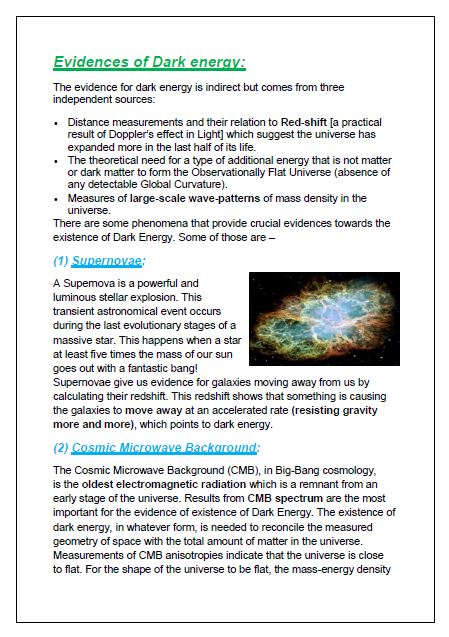 Evidences of Dark energy:
The evidence for dark energy is indirect but comes from three
independent sources:
• Distance measurements and their relation to Red-shift [a practical
result of Doppler's effect in Light] which suggest the universe has
expanded more in the last half of its life.
• The theoretical need for a type of additional energy that is not matter
or dark matter to form the Observationally Flat Universe (absence of
any detectable Global Curvature).
• Measures of large-scale wave-patterns of mass density in the
universe.
There are some phenomena that provide crucial evidences towards the
existence of Dark Energy. Some of those are –
(1) Supernovae:
A Supernova is a powerful and
luminous stellar explosion. This
transient astronomical event occurs
during the last evolutionary stages of a
massive star. This happens when a star
at least five times the mass of our sun
goes out with a fantastic bang!
Supernovae give us evidence for galaxies moving away from us by
calculating their redshift. This redshift shows that something is causing
the galaxies to move away at an accelerated rate (resisting gravity
more and more), which points to dark energy.
(2) Cosmic Microwave Background:
The Cosmic Microwave Background (CMB), in Big-Bang cosmology,
is the oldest electromagnetic radiation which is a remnant from an
early stage of the universe. Results from CMB spectrum are the most
important for the evidence of existence of Dark Energy. The existence of
dark energy, in whatever form, is needed to reconcile the measured
geometry of space with the total amount of matter in the universe.
Measurements of CMB anisotropies indicate that the universe is close
to flat. For the shape of the universe to be flat, the mass-energy density